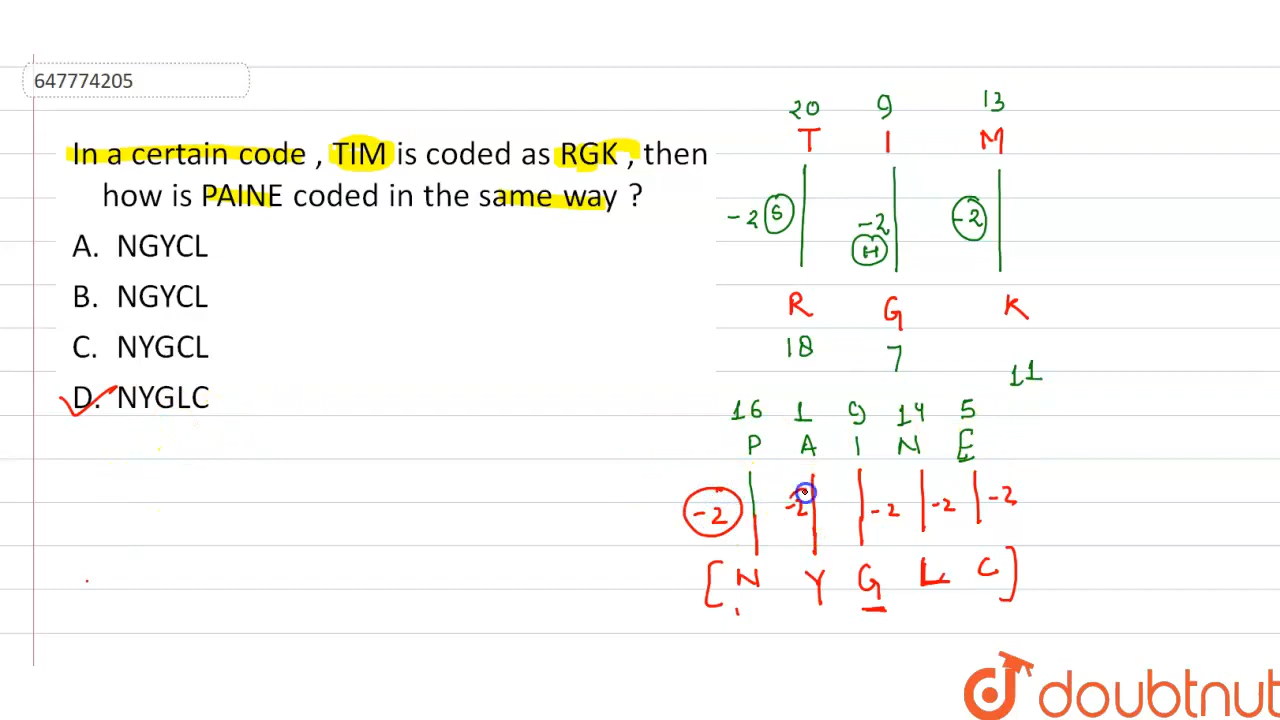 647774205
In a certain code , TIM is coded as RGK , then
how is PAINE coded in the same way ?
A. NGYCL
B. NGYCL
C. NYGCL
D. NYGLC
20 9 13
T I M
-2 S -2 H -2
R G K
18 7 11
16 1 9 14 5
P A I N E
-2 -2 -2 -2 -2
[N Y G L C]
doubtnut